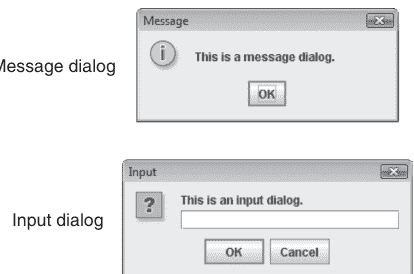 Message
Message dialog
This is a message dialog.
OK
Input
This is an input dialog.
Input dialog
OK Cancel